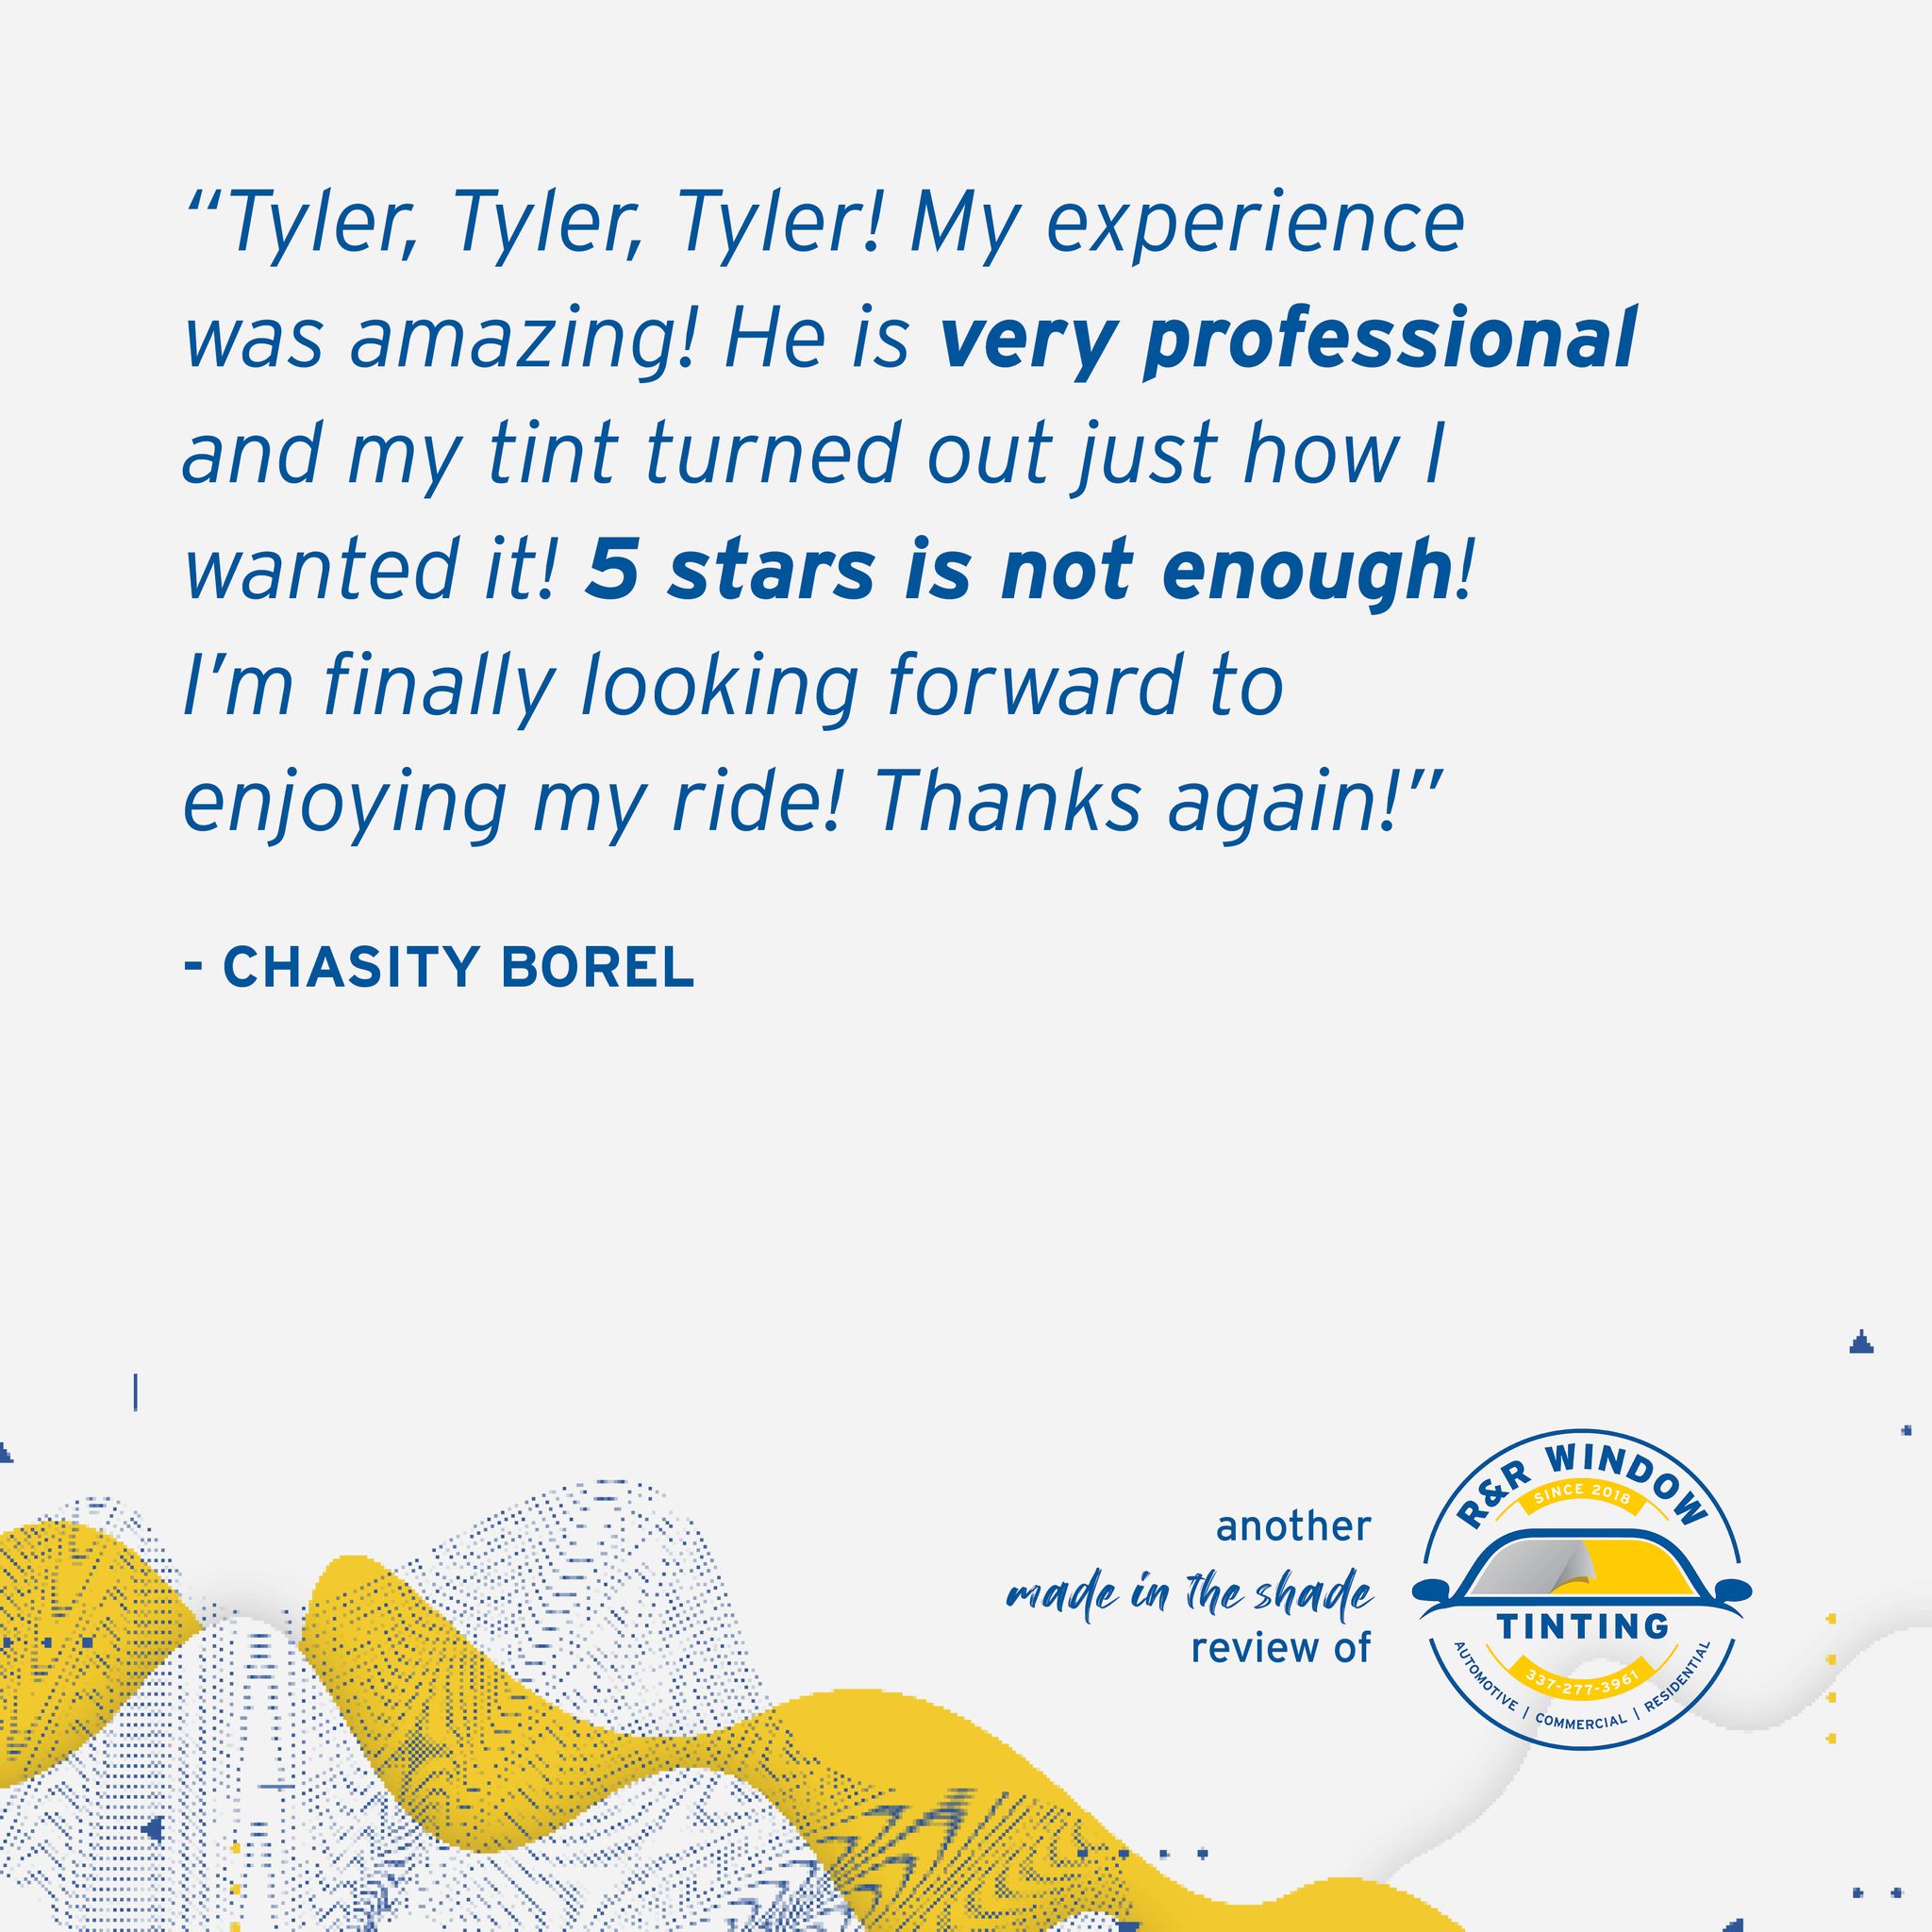 “Tyler, Tyler, Tyler! My experience
was amazing! He is very professional
and my tint turned out just how I
wanted it! 5 stars is not enough!
I’m finally looking forward to
enjoying my ride! Thanks again!”
- CHASITY BOREL
another
made in the shade
review of
R&R WINDOW
SINCE 2018
TINTING
337-277-3961
AUTOMOTIVE | COMMERCIAL | RESIDENTIAL